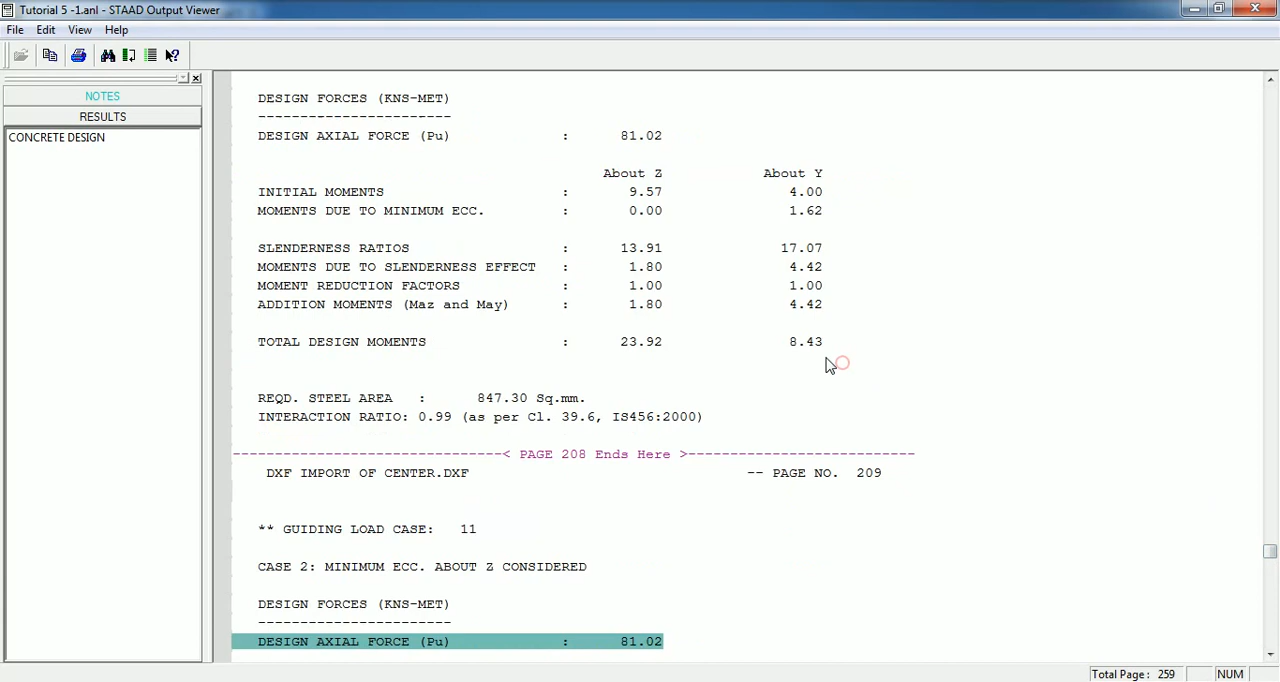 Tutorial 5 -1.anl - STAAD Output Viewer
File Edit View Help
NOTES
RESULTS
CONCRETE DESIGN
DESIGN FORCES (KNS-MET)
-----------------------
DESIGN AXIAL FORCE (Pu) : 81.02
About Z About Y
INITIAL MOMENTS : 9.57 4.00
MOMENTS DUE TO MINIMUM ECC. : 0.00 1.62
SLENDERNESS RATIOS : 13.91 17.07
MOMENTS DUE TO SLENDERNESS EFFECT : 1.80 4.42
MOMENT REDUCTION FACTORS : 1.00 1.00
ADDITION MOMENTS (Maz and May) : 1.80 4.42
TOTAL DESIGN MOMENTS : 23.92 8.43
REQD. STEEL AREA : 847.30 Sq.mm.
INTERACTION RATIO: 0.99 (as per Cl. 39.6, IS456:2000)
--------------------------------< PAGE 208 Ends Here >---------------------------
DXF IMPORT OF CENTER.DXF -- PAGE NO. 209
** GUIDING LOAD CASE: 11
CASE 2: MINIMUM ECC. ABOUT Z CONSIDERED
DESIGN FORCES (KNS-MET)
-----------------------
DESIGN AXIAL FORCE (Pu) : 81.02
Total Page: 259 NUM